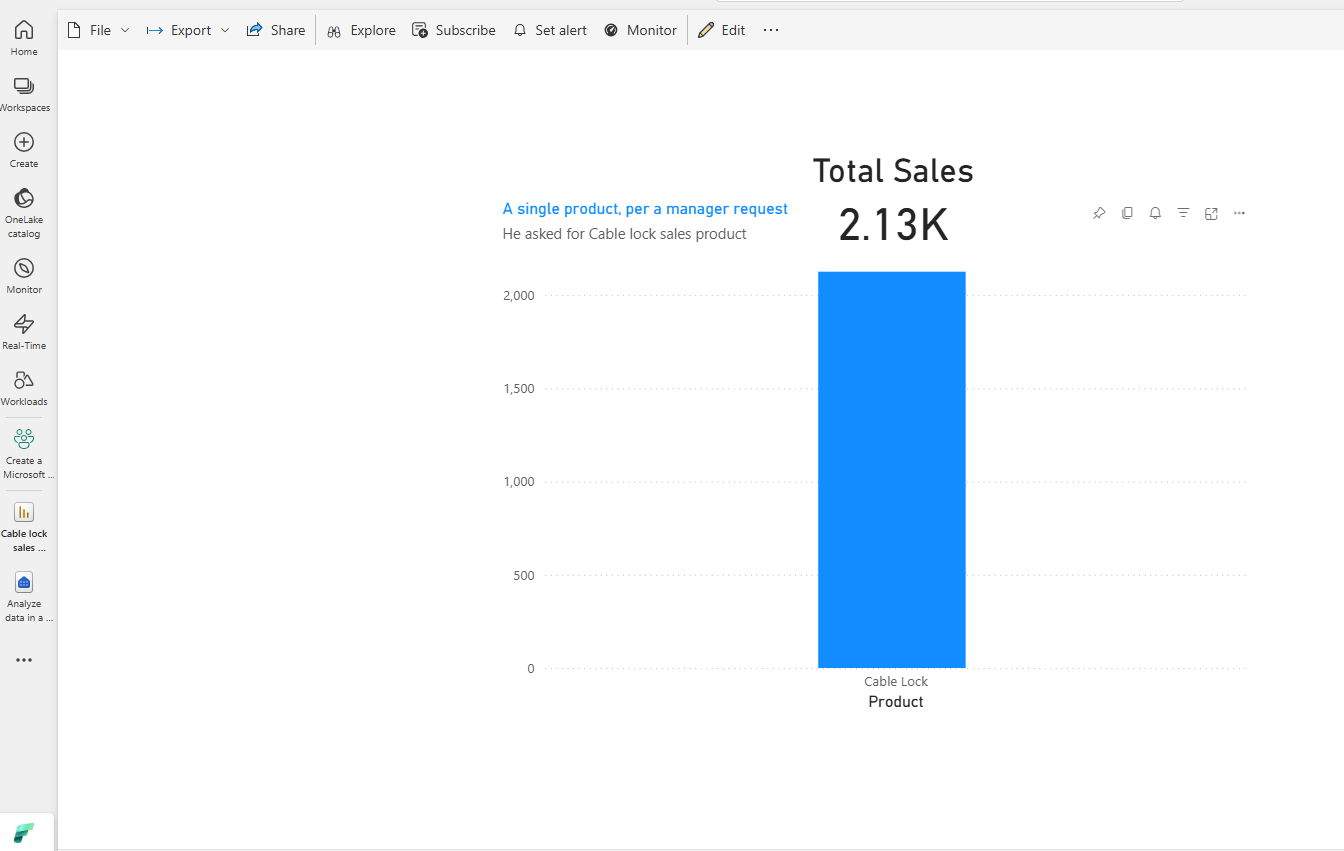 File
Export
Share
Explore
Subscribe
Set alert
Monitor
Edit
Home
Workspaces
Create
OneLake
catalog
Monitor
Real-Time
Workloads
Create a
Microsoft ...
Cable lock
sales ...
Analyze
data in a ...
Total Sales
2.13K
A single product, per a manager request
He asked for Cable lock sales product
2,000
1,500
1,000
500
0
Cable Lock
Product